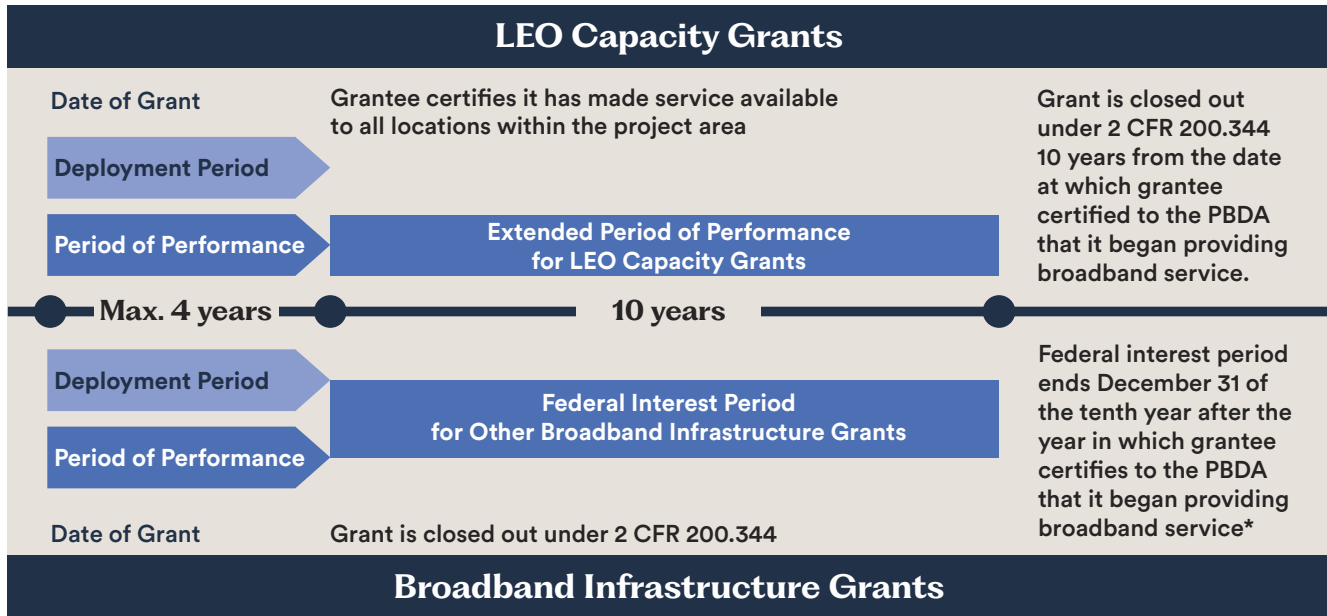 LEO Capacity Grants
Date of Grant
Grantee certifies it has made service available
to all locations within the project area
Deployment Period
Period of Performance
Extended Period of Performance
for LEO Capacity Grants
Grant is closed out
under 2 CFR 200.344
10 years from the date
at which grantee
certified to the PBDA
that it began providing
broadband service.
Max. 4 years
10 years
Deployment Period
Period of Performance
Federal Interest Period
for Other Broadband Infrastructure Grants
Federal interest period
ends December 31 of
the tenth year after the
year in which grantee
certifies to the PBDA
that it began providing
broadband service*
Date of Grant
Grant is closed out under 2 CFR 200.344
Broadband Infrastructure Grants